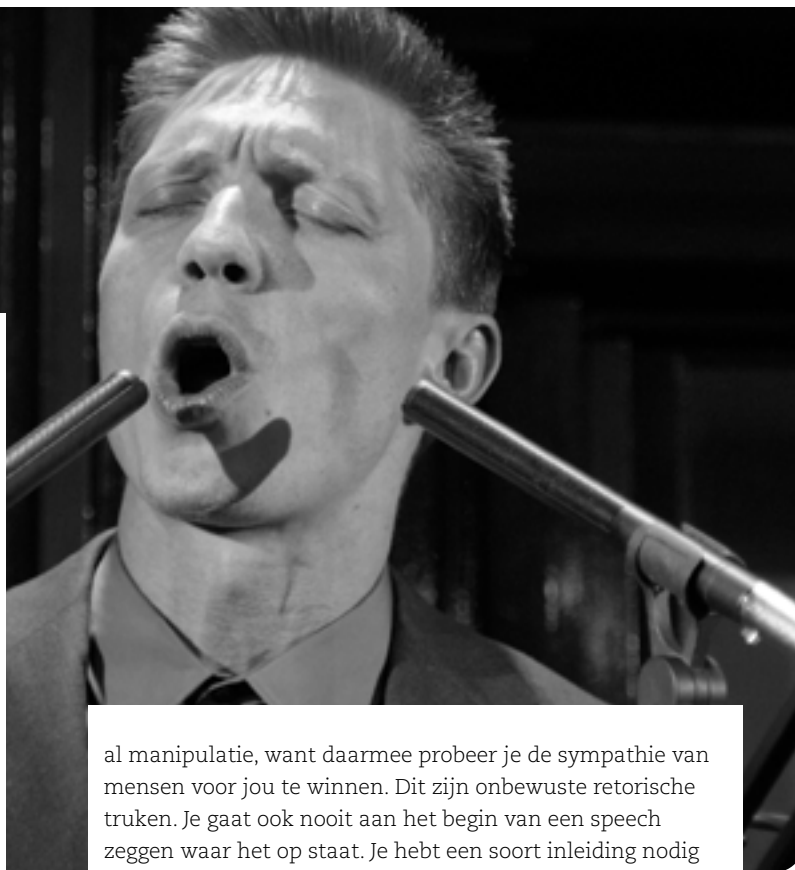 al manipulatie, want daarmee probeer je de sympathie van
mensen voor jou te winnen. Dit zijn onbewuste retorische
truken. Je gaat ook nooit aan het begin van een speech
zeggen waar het op staat. Je hebt een soort inleiding nodig